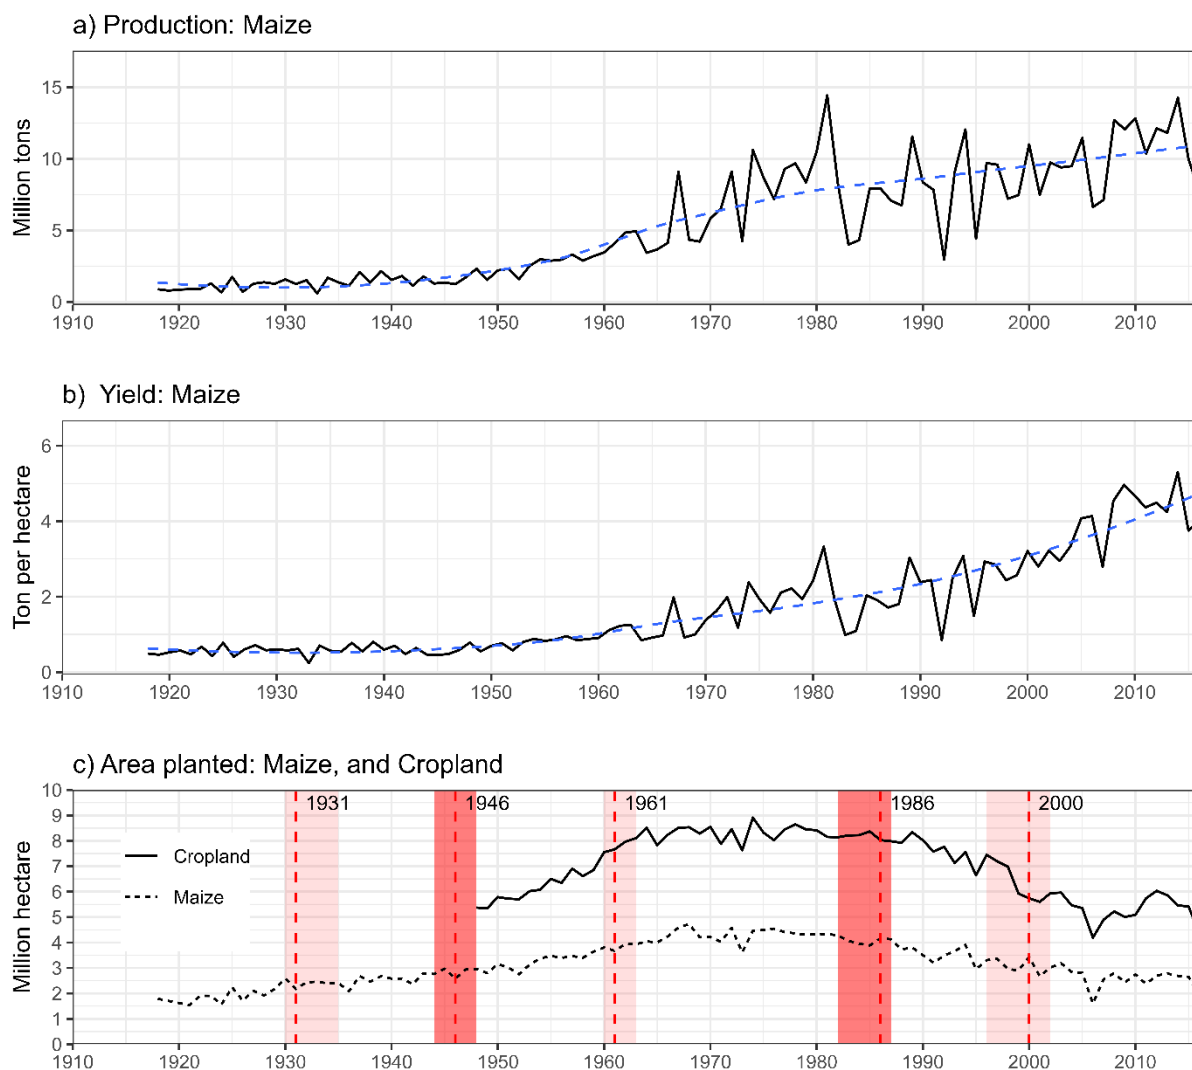 a) Production: Maize
Million tons
15
10
5
0
1910 1920 1930 1940 1950 1960 1970 1980 1990 2000 2010
b) Yield: Maize
Ton per hectare
6
4
2
0
1910 1920 1930 1940 1950 1960 1970 1980 1990 2000 2010
c) Area planted: Maize, and Cropland
Million hectare
10
9
8
7
6
5
4
3
2
1
0
1931 1946 1961 1986 2000
Cropland
Maize
1910 1920 1930 1940 1950 1960 1970 1980 1990 2000 2010